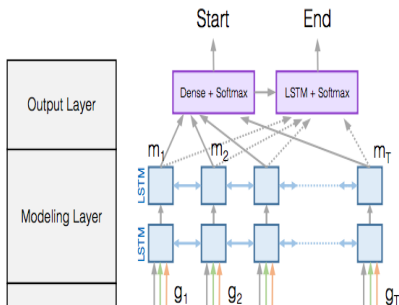 Start
End
Output Layer
Dense + Softmax
LSTM + Softmax
m1
m2
mT
Modeling Layer
LSTM
LSTM
g1
g2
gT